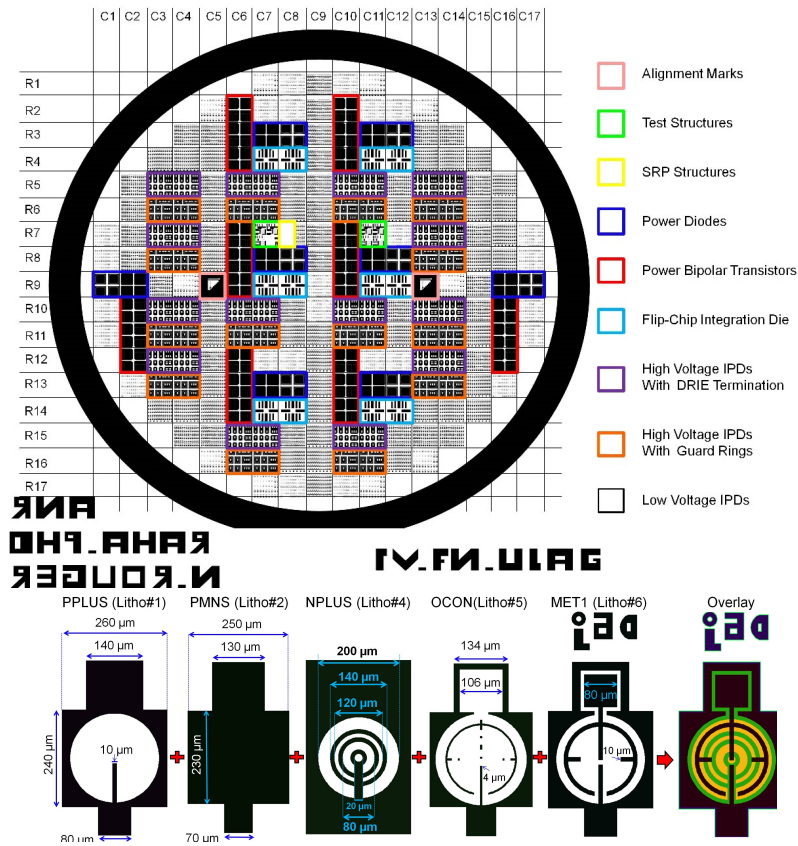 C1 C2 C3 C4 C5 C6 C7 C8 C9 C10 C11 C12 C13 C14 C15 C16 C17
R1
R2
R3
R4
R5
R6
R7
R8
R9
R10
R11
R12
R13
R14
R15
R16
R17
Alignment Marks
Test Structures
SRP Structures
Power Diodes
Power Bipolar Transistors
Flip-Chip Integration Die
High Voltage IPDs
With DRIE Termination
High Voltage IPDs
With Guard Rings
Low Voltage IPDs
PPLUS (Litho#1) PMNS (Litho#2) NPLUS (Litho#4) OCON(Litho#5) MET1 (Litho#6) Overlay
260 µm
140 µm
240 µm
10 µm
80 µm
250 µm
130 µm
230 µm
70 µm
200 µm
140 µm
120 µm
20 µm
80 µm
134 µm
106 µm
4 µm
80 µm
10 µm